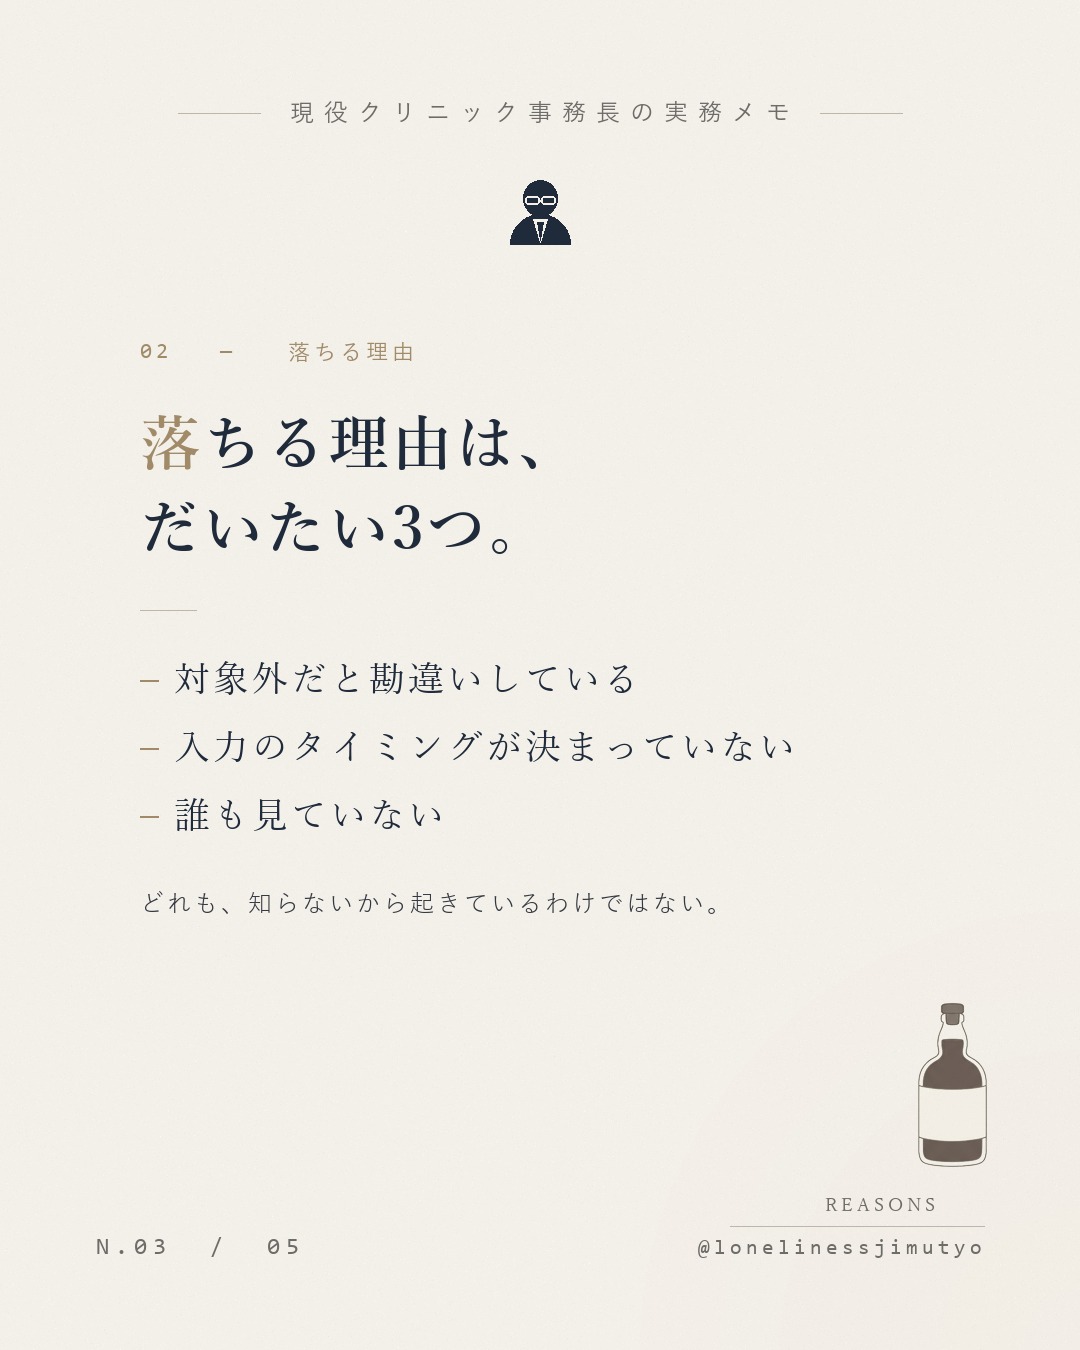 現役クリニック事務長の実務メモ
02 — 落ちる理由
落ちる理由は、
だいたい3つ。
— 対象外だと勘違いしている
— 入力のタイミングが決まっていない
— 誰も見ていない
どれも、知らないから起きているわけではない。
REASONS
N.03 / 05
@lonelinessjimutyo